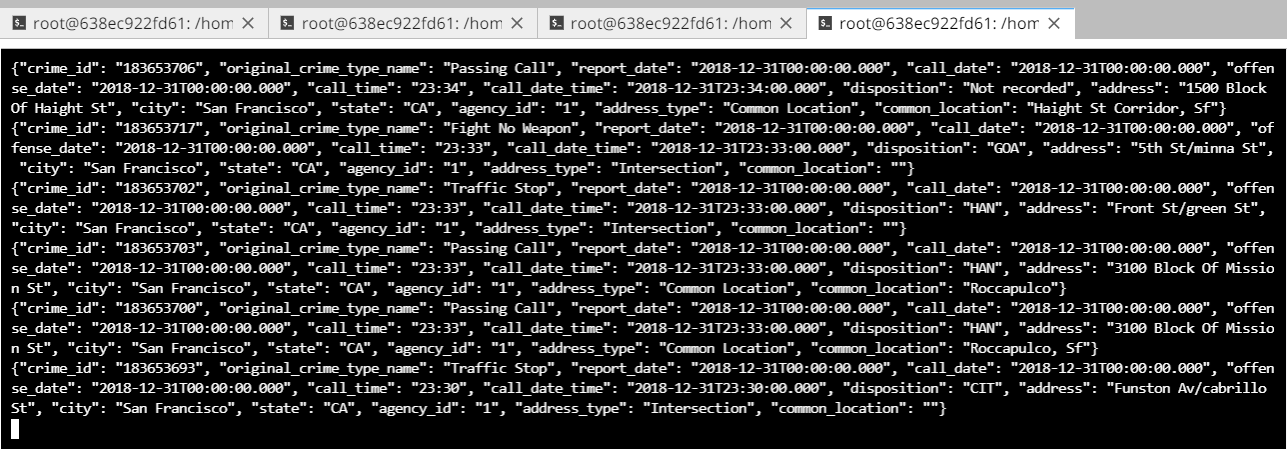 root@638ec922fd61: /hom × root@638ec922fd61: /hom × root@638ec922fd61: /hom × root@638ec922fd61: /hom ×
{"crime_id": "183653706", "original_crime_type_name": "Passing Call", "report_date": "2018-12-31T00:00:00.000", "call_date": "2018-12-31T00:00:00.000", "offen
se_date": "2018-12-31T00:00:00.000", "call_time": "23:34", "call_date_time": "2018-12-31T23:34:00.000", "disposition": "Not recorded", "address": "1500 Block
Of Haight St", "city": "San Francisco", "state": "CA", "agency_id": "1", "address_type": "Common Location", "common_location": "Haight St Corridor, Sf"}
{"crime_id": "183653717", "original_crime_type_name": "Fight No Weapon", "report_date": "2018-12-31T00:00:00.000", "call_date": "2018-12-31T00:00:00.000", "of
fense_date": "2018-12-31T00:00:00.000", "call_time": "23:33", "call_date_time": "2018-12-31T23:33:00.000", "disposition": "GOA", "address": "5th St/minna St",
"city": "San Francisco", "state": "CA", "agency_id": "1", "address_type": "Intersection", "common_location": ""}
{"crime_id": "183653702", "original_crime_type_name": "Traffic Stop", "report_date": "2018-12-31T00:00:00.000", "call_date": "2018-12-31T00:00:00.000", "offen
se_date": "2018-12-31T00:00:00.000", "call_time": "23:33", "call_date_time": "2018-12-31T23:33:00.000", "disposition": "HAN", "address": "Front St/green St",
"city": "San Francisco", "state": "CA", "agency_id": "1", "address_type": "Intersection", "common_location": ""}
{"crime_id": "183653703", "original_crime_type_name": "Passing Call", "report_date": "2018-12-31T00:00:00.000", "call_date": "2018-12-31T00:00:00.000", "offen
se_date": "2018-12-31T00:00:00.000", "call_time": "23:33", "call_date_time": "2018-12-31T23:33:00.000", "disposition": "HAN", "address": "3100 Block Of Missio
n St", "city": "San Francisco", "state": "CA", "agency_id": "1", "address_type": "Common Location", "common_location": "Roccapulco"}
{"crime_id": "183653700", "original_crime_type_name": "Passing Call", "report_date": "2018-12-31T00:00:00.000", "call_date": "2018-12-31T00:00:00.000", "offen
se_date": "2018-12-31T00:00:00.000", "call_time": "23:33", "call_date_time": "2018-12-31T23:33:00.000", "disposition": "HAN", "address": "3100 Block Of Missio
n St", "city": "San Francisco", "state": "CA", "agency_id": "1", "address_type": "Common Location", "common_location": "Roccapulco, Sf"}
{"crime_id": "183653693", "original_crime_type_name": "Traffic Stop", "report_date": "2018-12-31T00:00:00.000", "call_date": "2018-12-31T00:00:00.000", "offen
se_date": "2018-12-31T00:00:00.000", "call_time": "23:30", "call_date_time": "2018-12-31T23:30:00.000", "disposition": "CIT", "address": "Funston Av/cabrillo
St", "city": "San Francisco", "state": "CA", "agency_id": "1", "address_type": "Intersection", "common_location": ""}